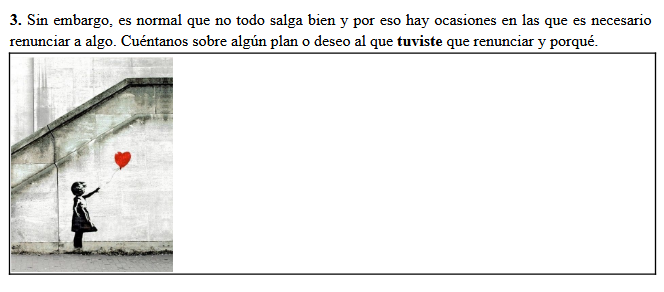 3. Sin embargo, es normal que no todo salga bien y por eso hay ocasiones en las que es necesario
renunciar a algo. Cuéntanos sobre algún plan o deseo al que tuviste que renunciar y porqué.